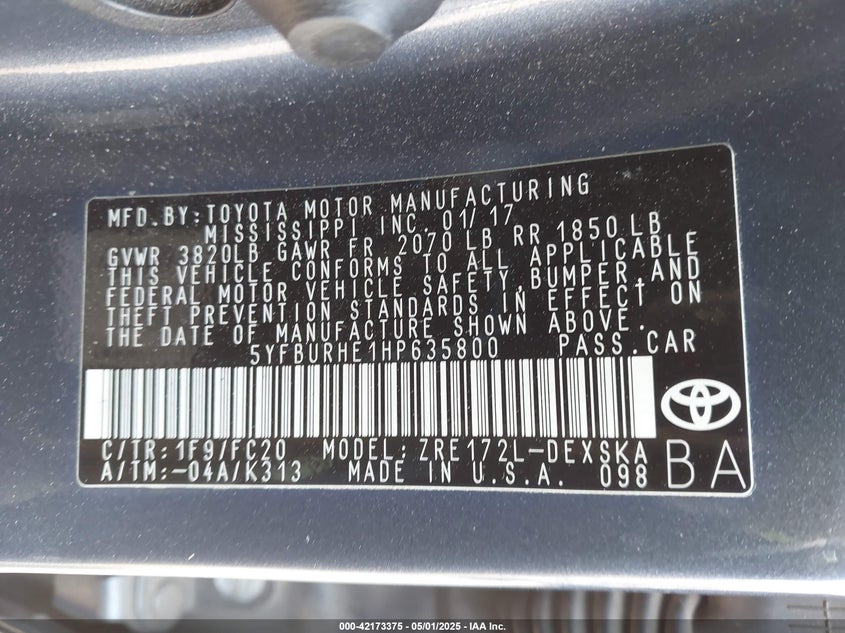 MFD.BY:TOYOTA MOTOR MANUFACTURING
MISSISSIPPI INC. 01/17
GVWR 3820LB GAWR FR 2070 LB RR 1850 LB
THIS VEHICLE CONFORMS TO ALL APPLICABLE
FEDERAL MOTOR VEHICLE SAFETY,BUMPER,AND
THEFT PREVENTION STANDARDS IN EFFECT ON
THE DATE OF MANUFACTURE SHOWN ABOVE.
5YFBURHE1HP635800 PASS.CAR
C/TR:1F9/FC20 MODEL:ZRE172L-DEXSKA
A/TM:-04A/K313 MADE IN U.S.A. 098
BA
000-42173375 - 05/01/2025 - IAA Inc.